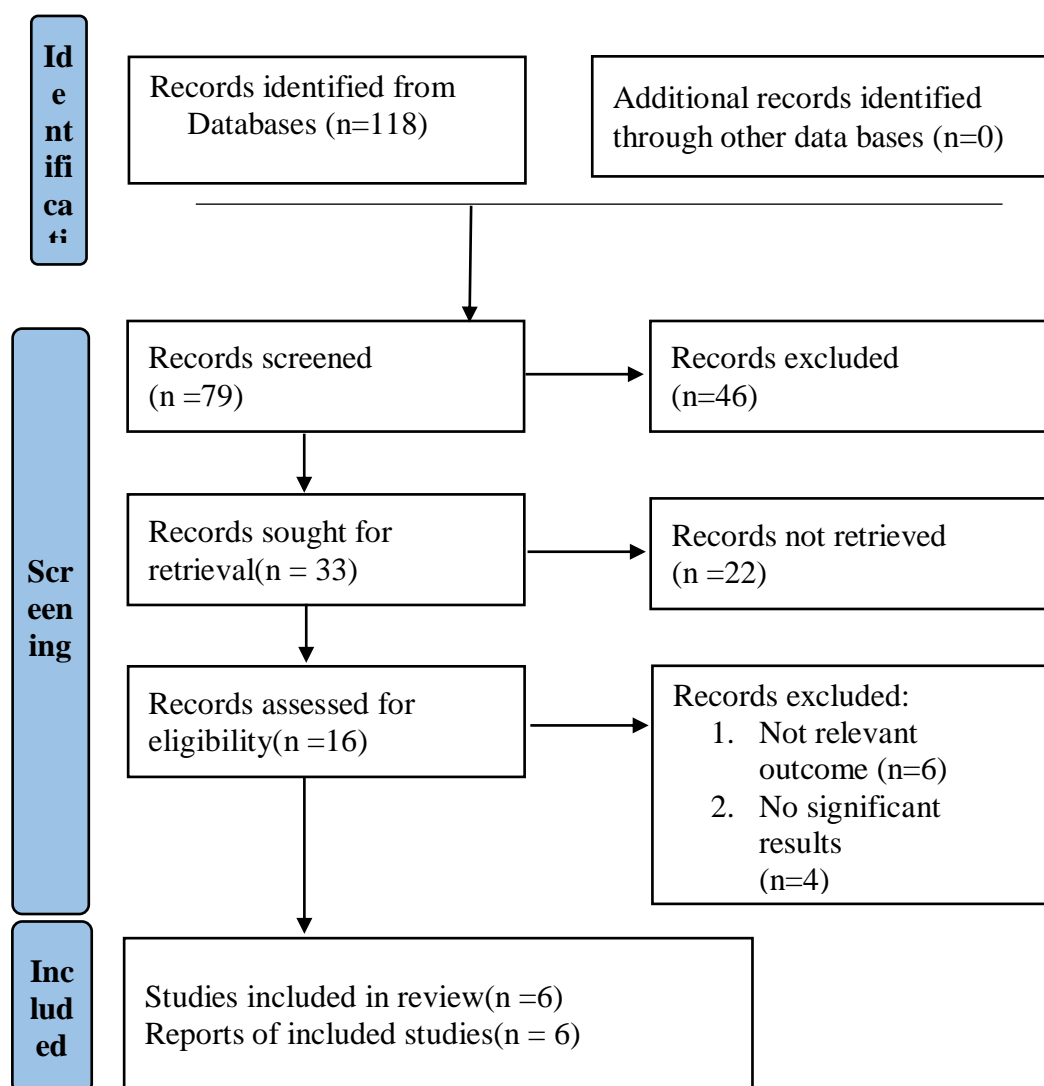 Id
e
nt
ifi
ca
ti
Records identified from
Databases (n=118)
Additional records identified
through other data bases (n=0)
Scr
een
ing
Records screened
(n =79)
Records excluded
(n=46)
Records sought for
retrieval(n = 33)
Records not retrieved
(n =22)
Records assessed for
eligibility(n =16)
Records excluded:
1. Not relevant
outcome (n=6)
2. No significant
results
(n=4)
Inc
lud
ed
Studies included in review(n =6)
Reports of included studies(n = 6)